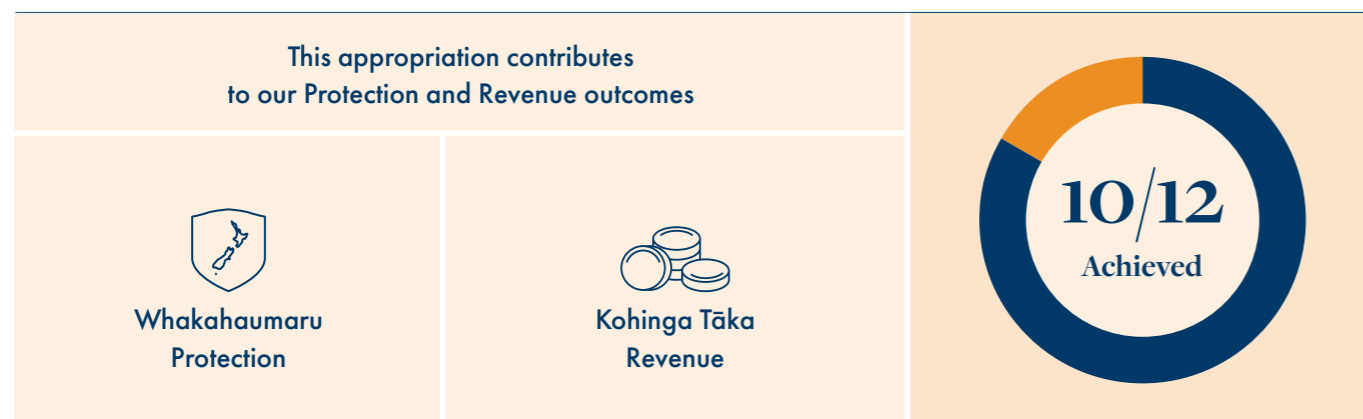 This appropriation contributes
to our Protection and Revenue outcomes
Whakahaumaru
Protection
Kohinga Tāka
Revenue
10/12
Achieved